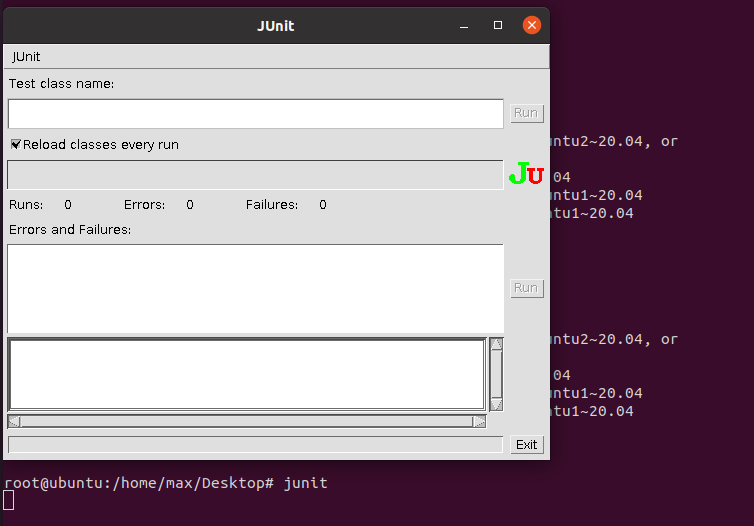 JUnit
JUnit
Test class name:
Run
Reload classes every run
JU
Runs: 0 Errors: 0 Failures: 0
Errors and Failures:
Run
Exit
untu2~20.04, or
04
untu1~20.04
tu1~20.04
untu2~20.04, or
04
untu1~20.04
tu1~20.04
root@ubuntu:/home/max/Desktop# junit